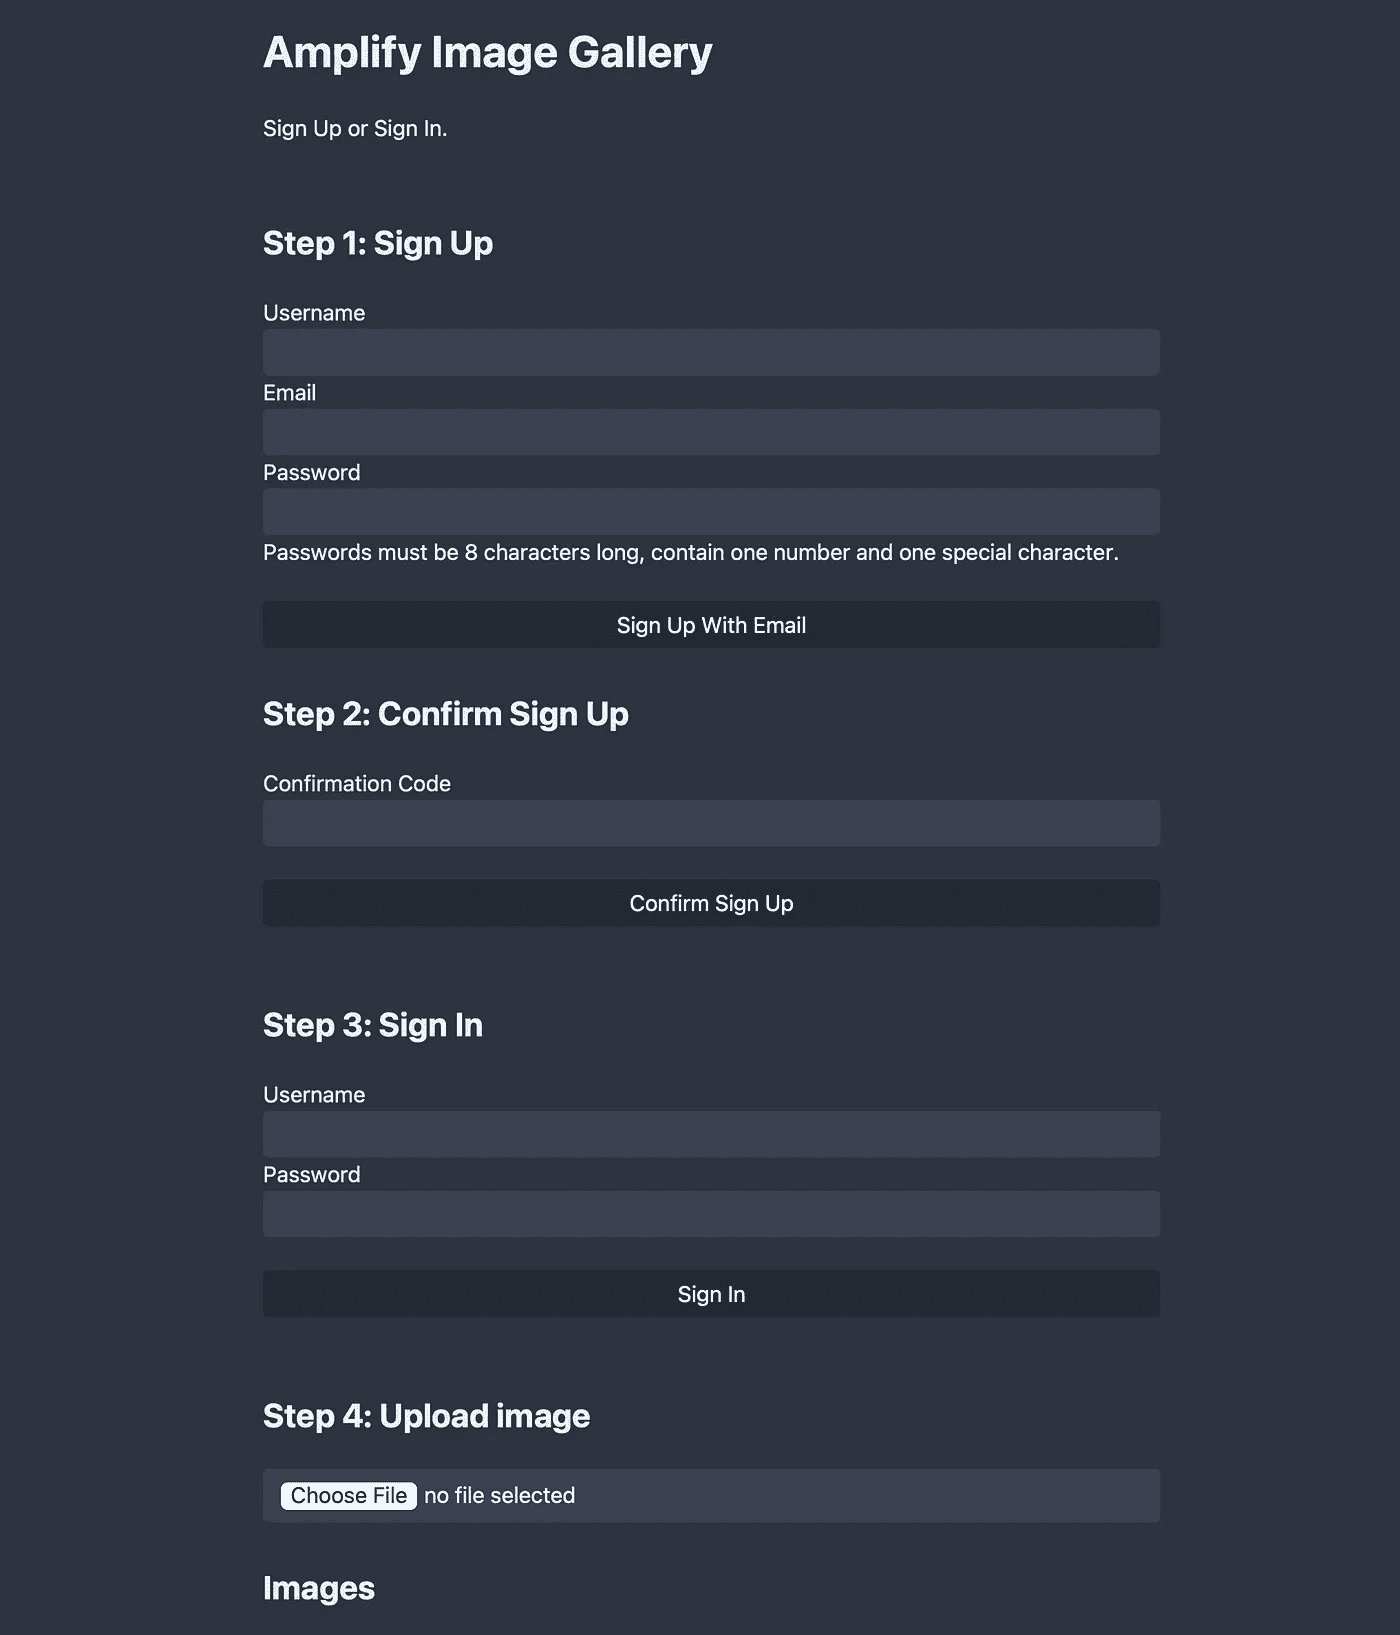 Amplify Image Gallery
Sign Up or Sign In.
Step 1: Sign Up
Username
Email
Password
Passwords must be 8 characters long, contain one number and one special character.
Sign Up With Email
Step 2: Confirm Sign Up
Confirmation Code
Confirm Sign Up
Step 3: Sign In
Username
Password
Sign In
Step 4: Upload image
Choose File no file selected
Images